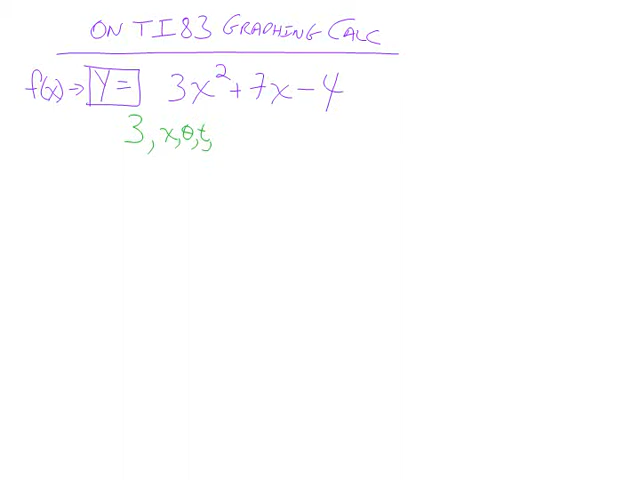 ON TI83 GRAPHING CALC
f(x) → Y= 3x²+7x-4
3, x,θ,t,